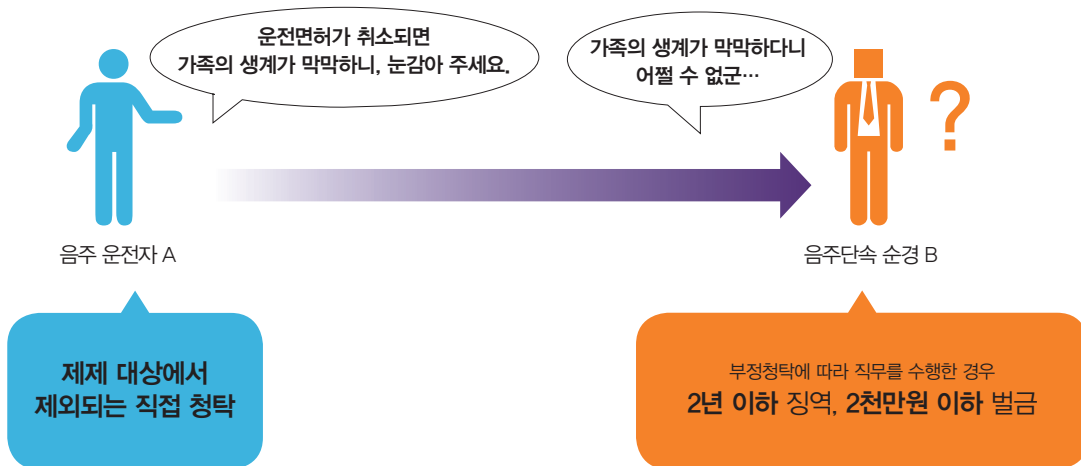 운전면허가 취소되면
가족의 생계가 막막하니, 눈감아 주세요.
가족의 생계가 막막하다니
어쩔 수 없군…
?
음주 운전자 A
음주단속 순경 B
제제 대상에서
제외되는 직접 청탁
부정청탁에 따라 직무를 수행한 경우
2년 이하 징역, 2천만원 이하 벌금